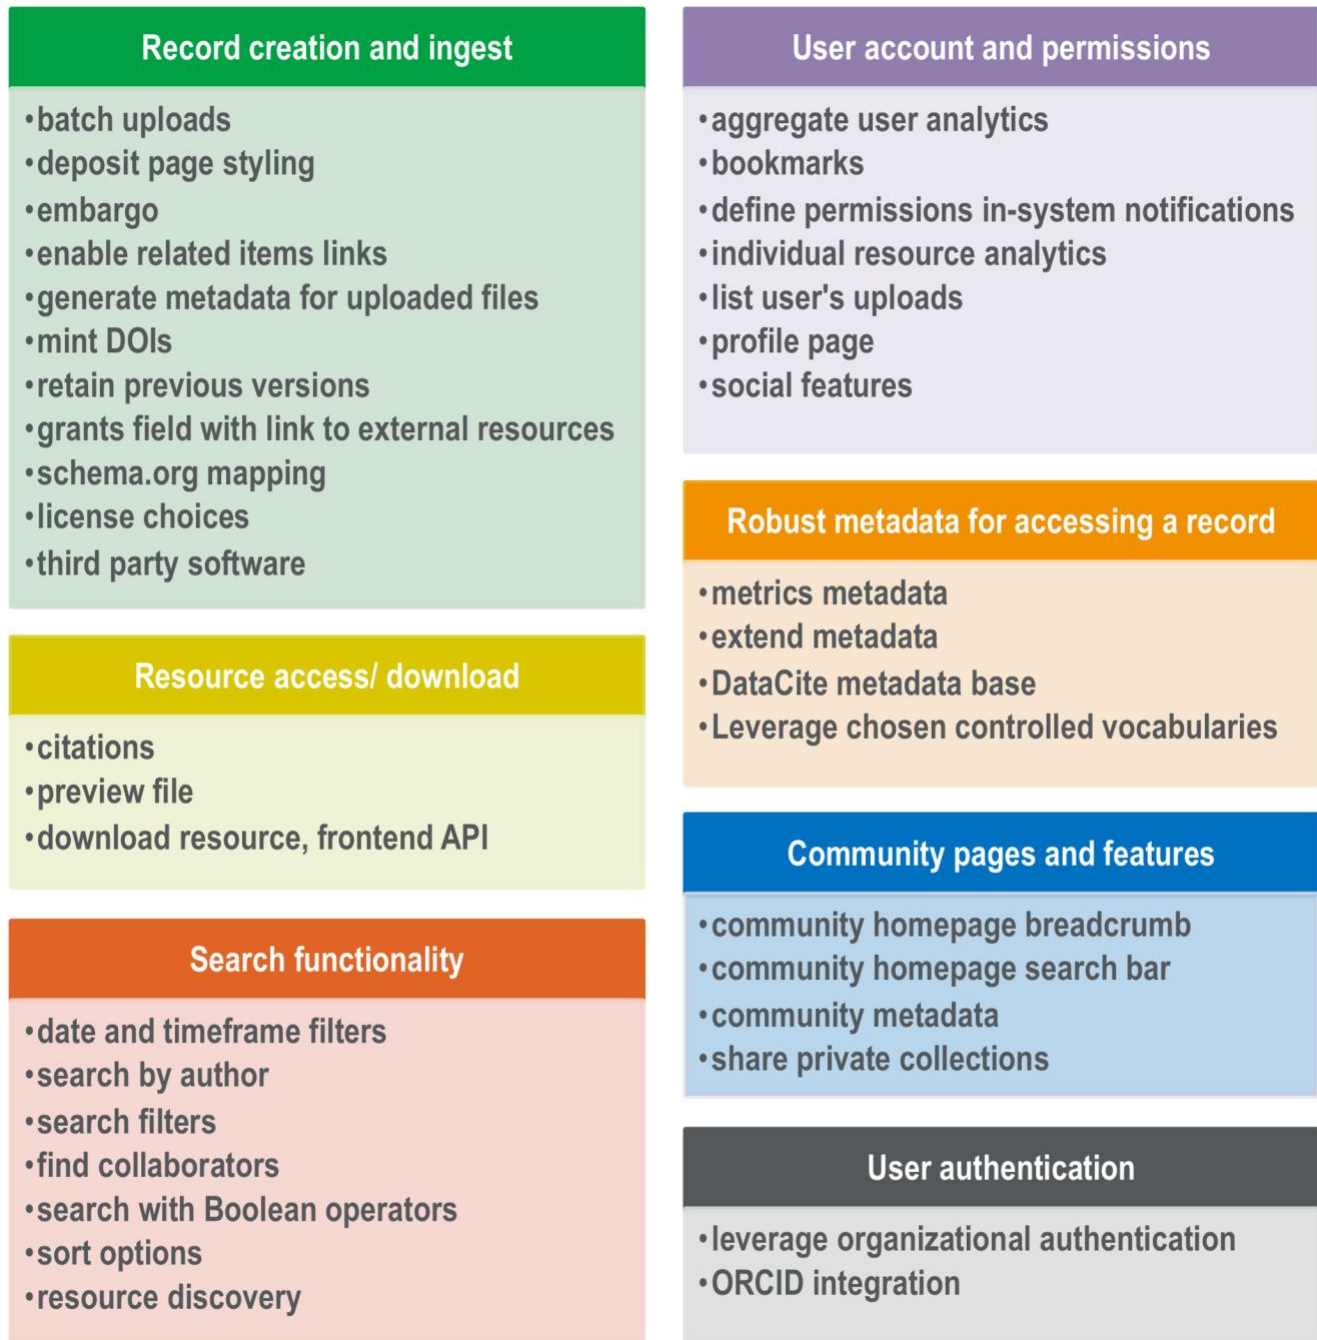 Record creation and ingest
•batch uploads
•deposit page styling
•embargo
•enable related items links
•generate metadata for uploaded files
•mint DOIs
•retain previous versions
•grants field with link to external resources
•schema.org mapping
•license choices
•third party software
Resource access/ download
•citations
•preview file
•download resource, frontend API
Search functionality
•date and timeframe filters
•search by author
•search filters
•find collaborators
•search with Boolean operators
•sort options
•resource discovery
User account and permissions
•aggregate user analytics
•bookmarks
•define permissions in-system notifications
•individual resource analytics
•list user's uploads
•profile page
•social features
Robust metadata for accessing a record
•metrics metadata
•extend metadata
•DataCite metadata base
•Leverage chosen controlled vocabularies
Community pages and features
•community homepage breadcrumb
•community homepage search bar
•community metadata
•share private collections
User authentication
•leverage organizational authentication
•ORCID integration